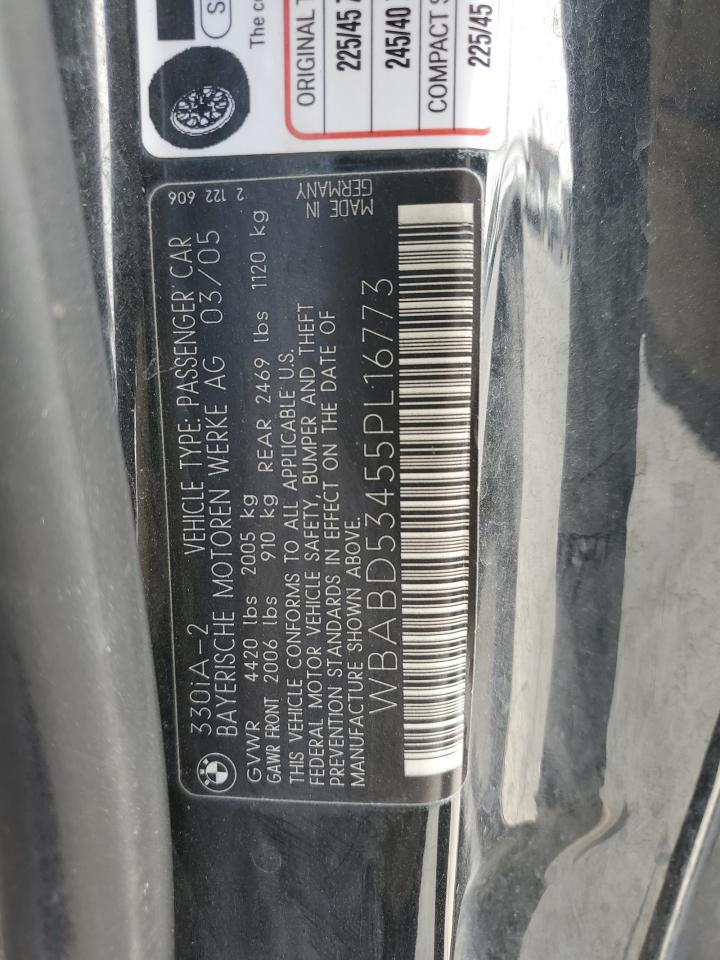 330iA-2 VEHICLE TYPE: PASSENGER CAR 2 122 606
BAYERISCHE MOTOREN WERKE AG 03/05
GVWR 4420 lbs 2005 kg
GAWR FRONT 2006 lbs 910 kg REAR 2469 lbs 1120 kg
THIS VEHICLE CONFORMS TO ALL APPLICABLE U.S.
FEDERAL MOTOR VEHICLE SAFETY, BUMPER AND THEFT
PREVENTION STANDARDS IN EFFECT ON THE DATE OF
MANUFACTURE SHOWN ABOVE.
MADE IN
GERMANY
WBABD53455PL16773
The co
ORIGINAL T
225/45
245/40
COMPACT S
225/45